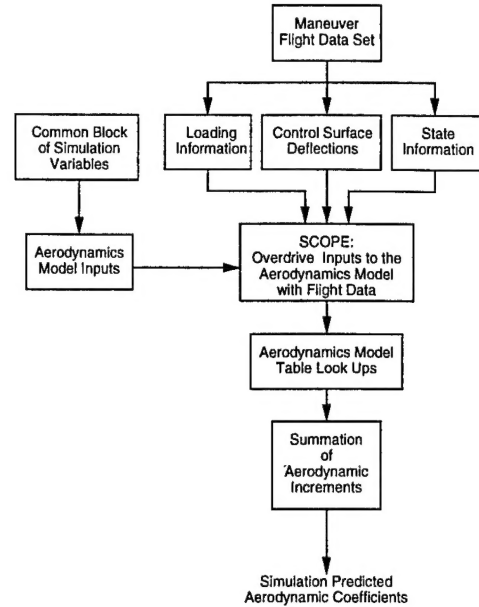 Maneuver
Flight Data Set
Common Block
of Simulation
Variables
Loading
Information
Control Surface
Deflections
State
Information
Aerodynamics
Model Inputs
SCOPE:
Overdrive Inputs to the
Aerodynamics Model
with Flight Data
Aerodynamics Model
Table Look Ups
Summation
of
Aerodynamic
Increments
Simulation Predicted
Aerodynamic Coefficients